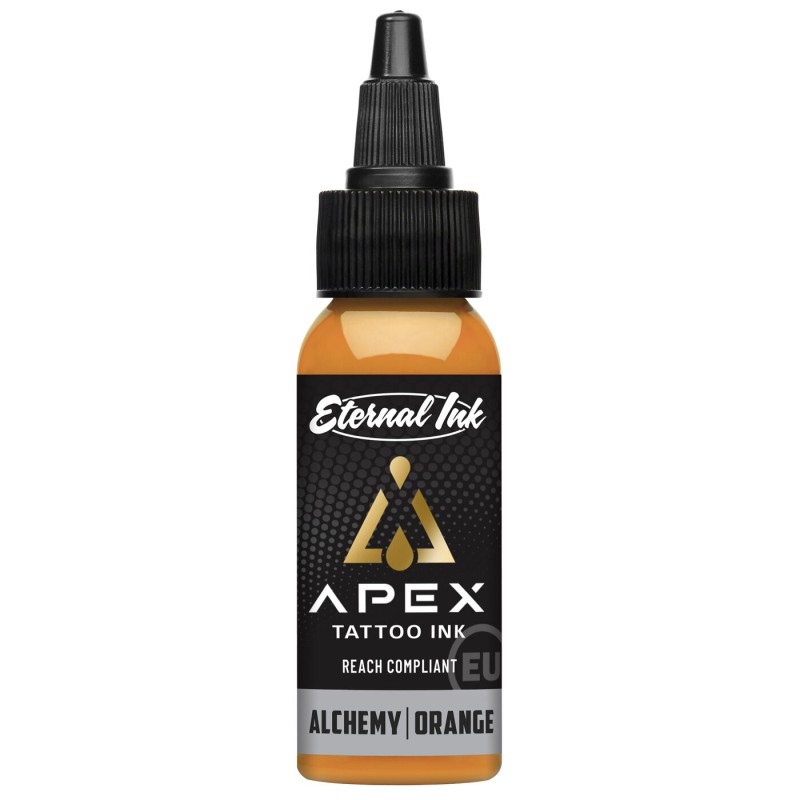 Eternal Ink
APEX
TATTOO INK
REACH COMPLIANT
EU
ALCHEMY | ORANGE